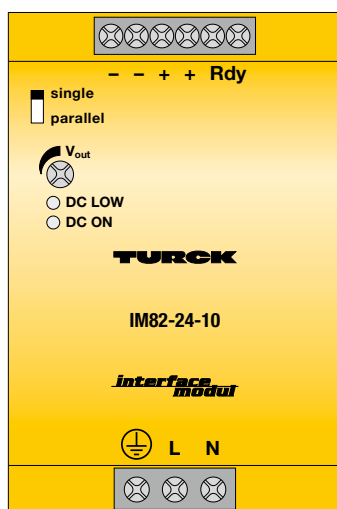 – – + + Rdy
single
parallel
Vout
DC LOW
DC ON
TURCK
IM82-24-10
interface
modul
L N